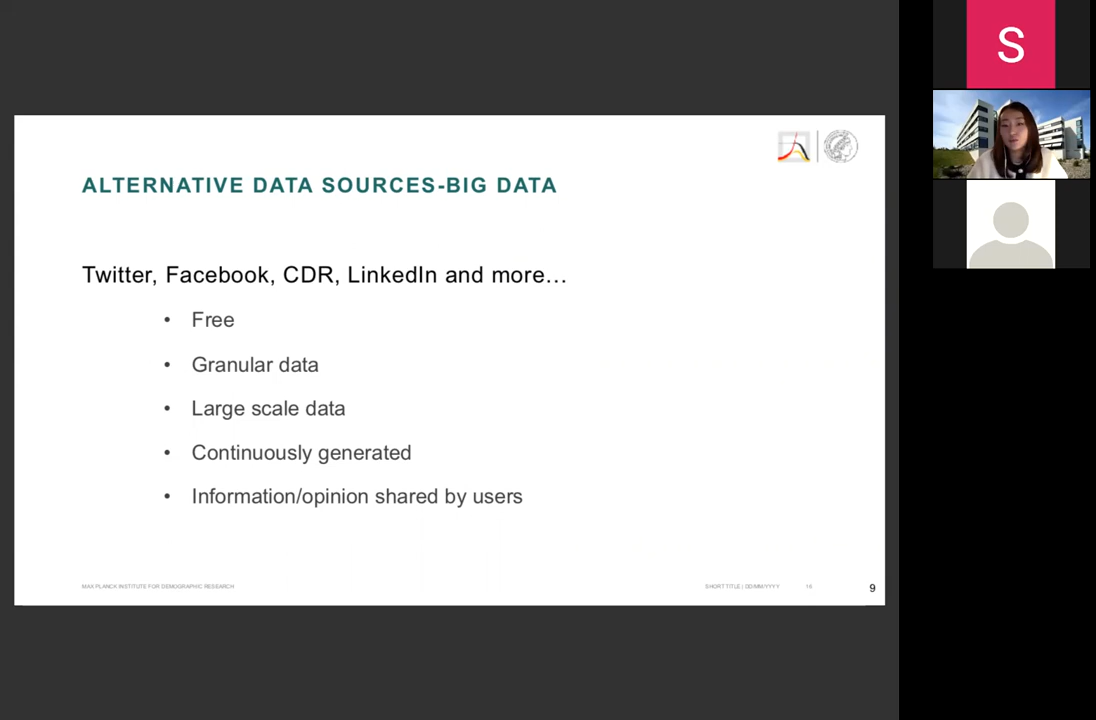 S
ALTERNATIVE DATA SOURCES-BIG DATA
Twitter, Facebook, CDR, LinkedIn and more…
• Free
• Granular data
• Large scale data
• Continuously generated
• Information/opinion shared by users
MAX PLANCK INSTITUTE FOR DEMOGRAPHIC RESEARCH
SHORT TITLE | DD/MM/YYYY
16
9